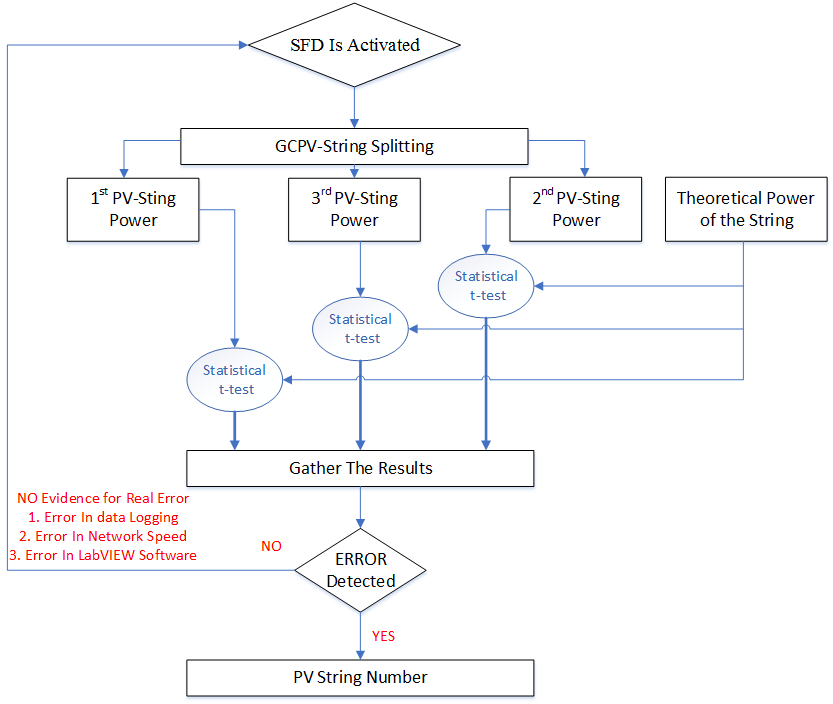 SFD Is Activated
GCPV-String Splitting
1st PV-Sting
Power
3rd PV-Sting
Power
2nd PV-Sting
Power
Theoretical Power
of the String
Statistical
t-test
Statistical
t-test
Statistical
t-test
Gather The Results
NO Evidence for Real Error
1. Error In data Logging
2. Error In Network Speed
3. Error In LabVIEW Software
NO
ERROR
Detected
YES
PV String Number